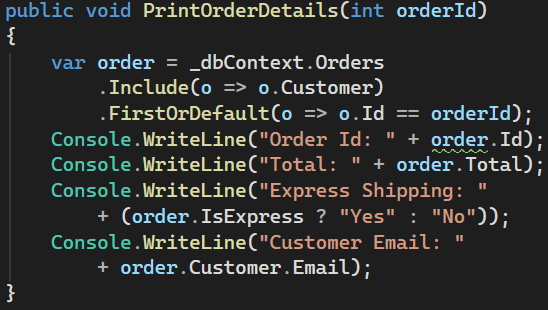 public void PrintOrderDetails(int orderId)
{
    var order = _dbContext.Orders
        .Include(o => o.Customer)
        .FirstOrDefault(o => o.Id == orderId);
    Console.WriteLine("Order Id: " + order.Id);
    Console.WriteLine("Total: " + order.Total);
    Console.WriteLine("Express Shipping: "
        + (order.IsExpress ? "Yes" : "No"));
    Console.WriteLine("Customer Email: "
        + order.Customer.Email);
}